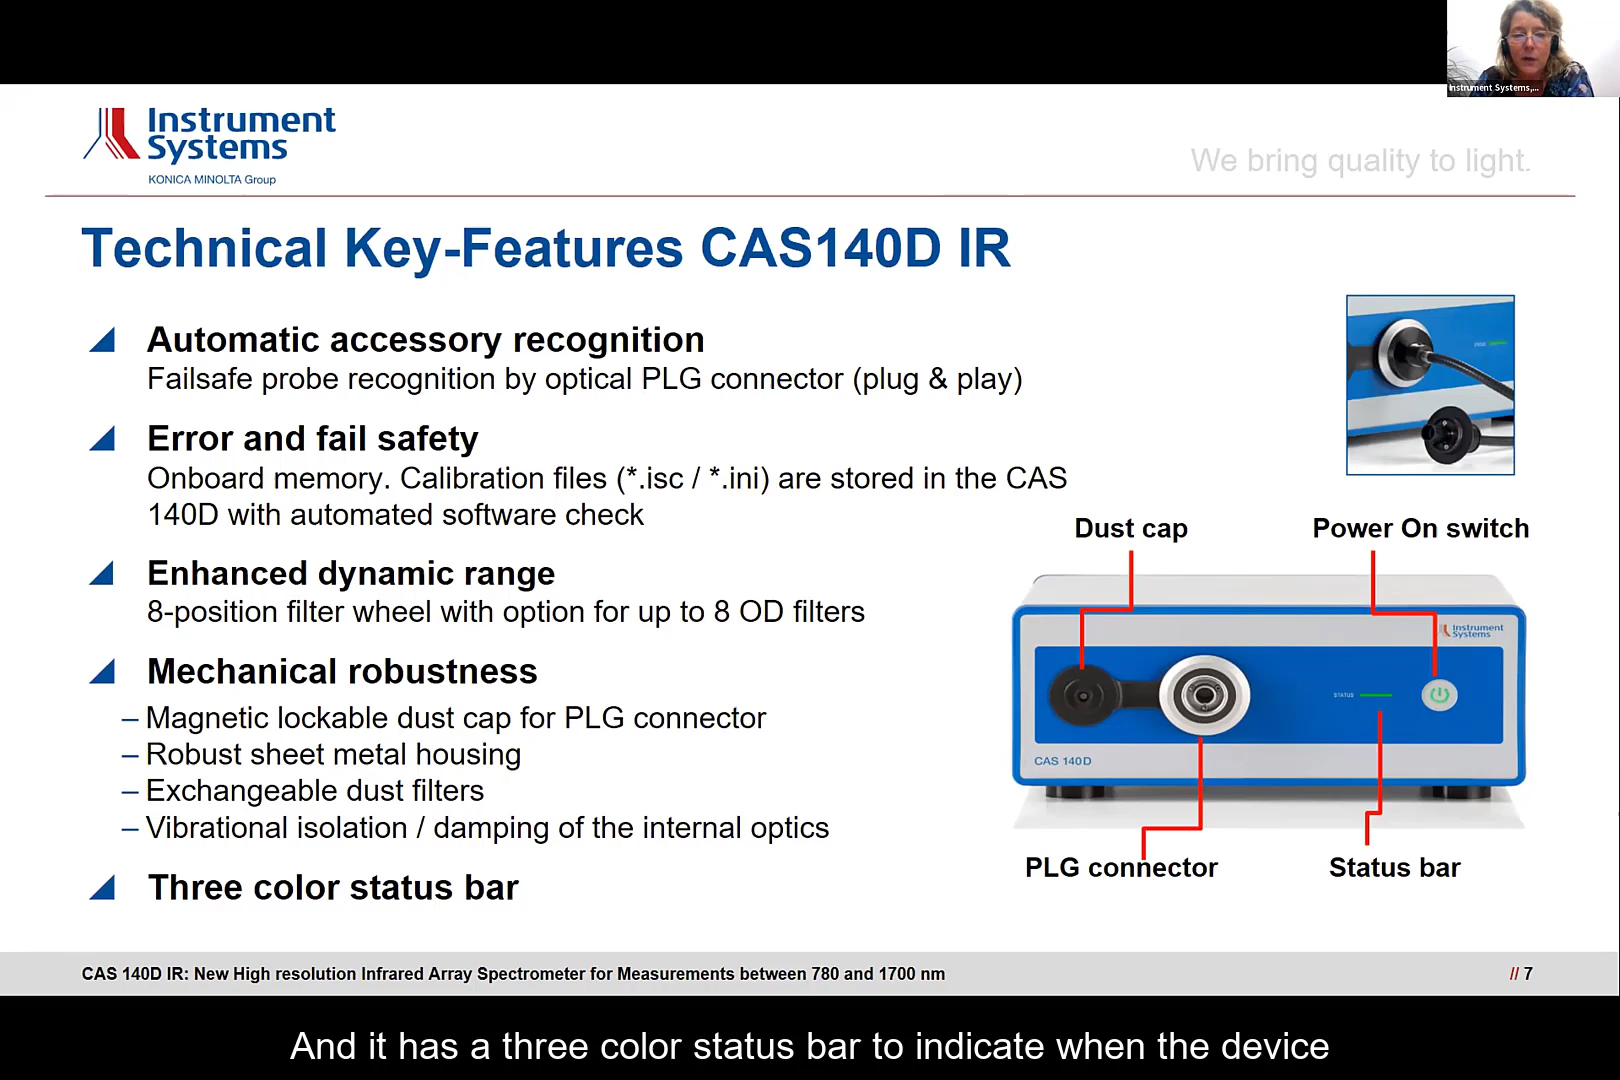 Instrument Systems,...
Instrument
Systems
KONICA MINOLTA Group
We bring quality to light.
Technical Key-Features CAS140D IR
Automatic accessory recognition
Failsafe probe recognition by optical PLG connector (plug & play)
Error and fail safety
Onboard memory. Calibration files (*.isc / *.ini) are stored in the CAS
140D with automated software check
Enhanced dynamic range
8-position filter wheel with option for up to 8 OD filters
Mechanical robustness
– Magnetic lockable dust cap for PLG connector
– Robust sheet metal housing
– Exchangeable dust filters
– Vibrational isolation / damping of the internal optics
Three color status bar
Dust cap
Power On switch
Instrument
Systems
STATUS
CAS 140D
PLG connector
Status bar
CAS 140D IR: New High resolution Infrared Array Spectrometer for Measurements between 780 and 1700 nm
// 7
And it has a three color status bar to indicate when the device